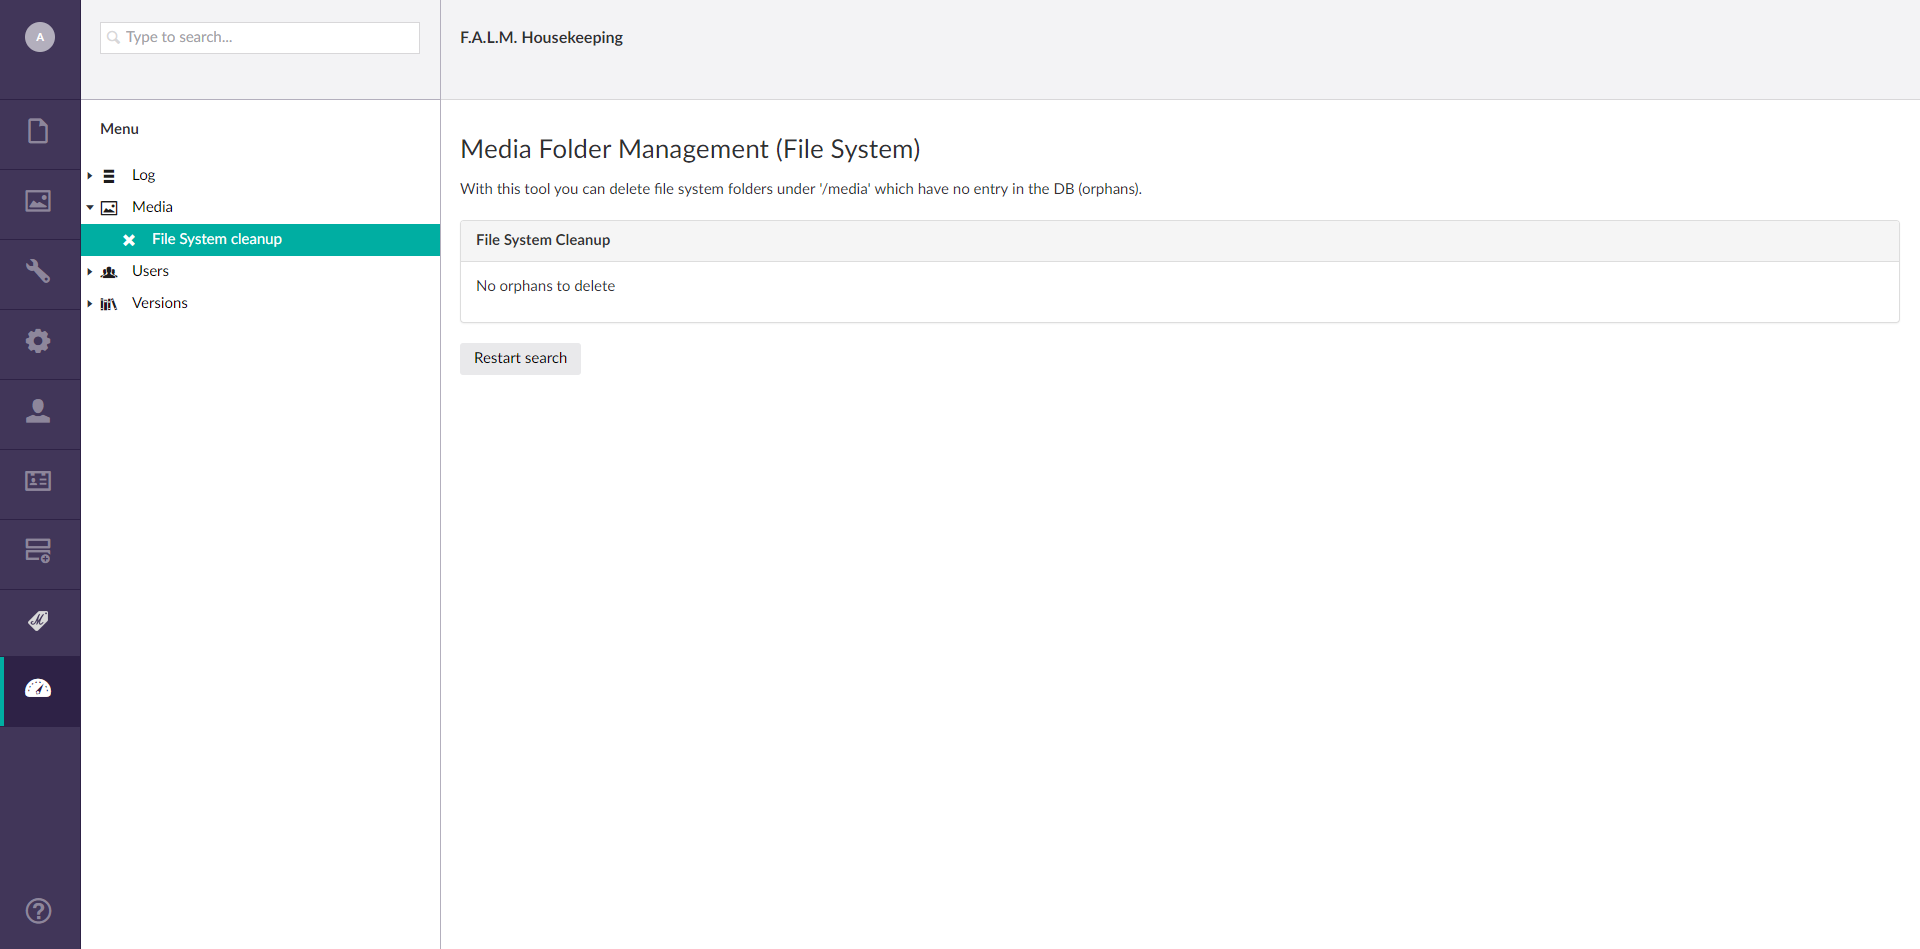 A
Type to search...
F.A.L.M. Housekeeping
Menu
Log
Media
File System cleanup
Users
Versions
Media Folder Management (File System)
With this tool you can delete file system folders under '/media' which have no entry in the DB (orphans).
File System Cleanup
No orphans to delete
Restart search